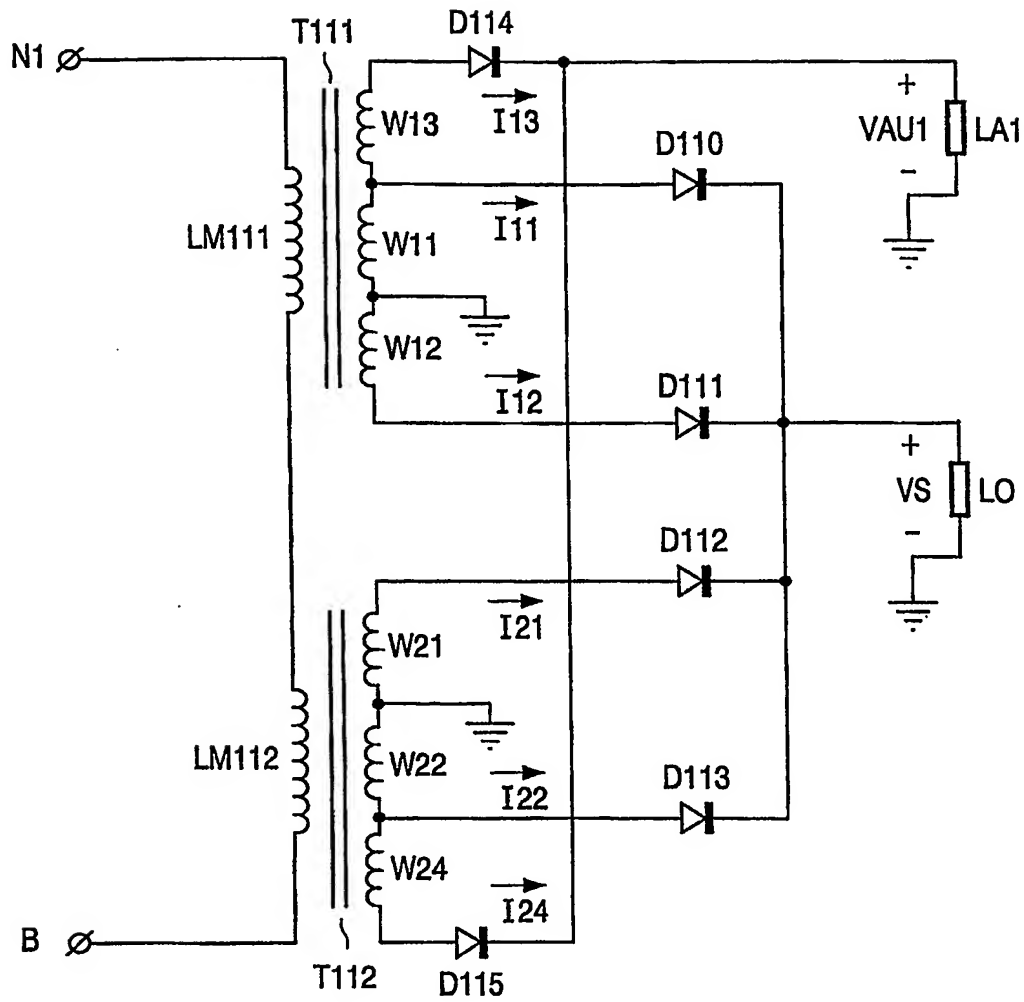 T111
D114
N1
I13
W13
+
VAU1
LA1
-
D110
I11
W11
LM111
W12
I12
D111
+
VS
LO
-
D112
I21
W21
LM112
W22
I22
D113
W24
I24
B
T112
D115